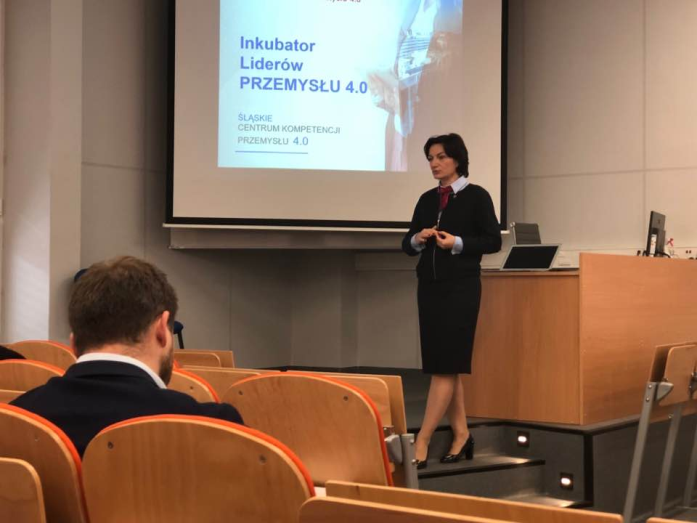 Inkubator
Liderów
PRZEMYSŁU 4.0
ŚLĄSKIE
CENTRUM KOMPETENCJI
PRZEMYSŁU 4.0